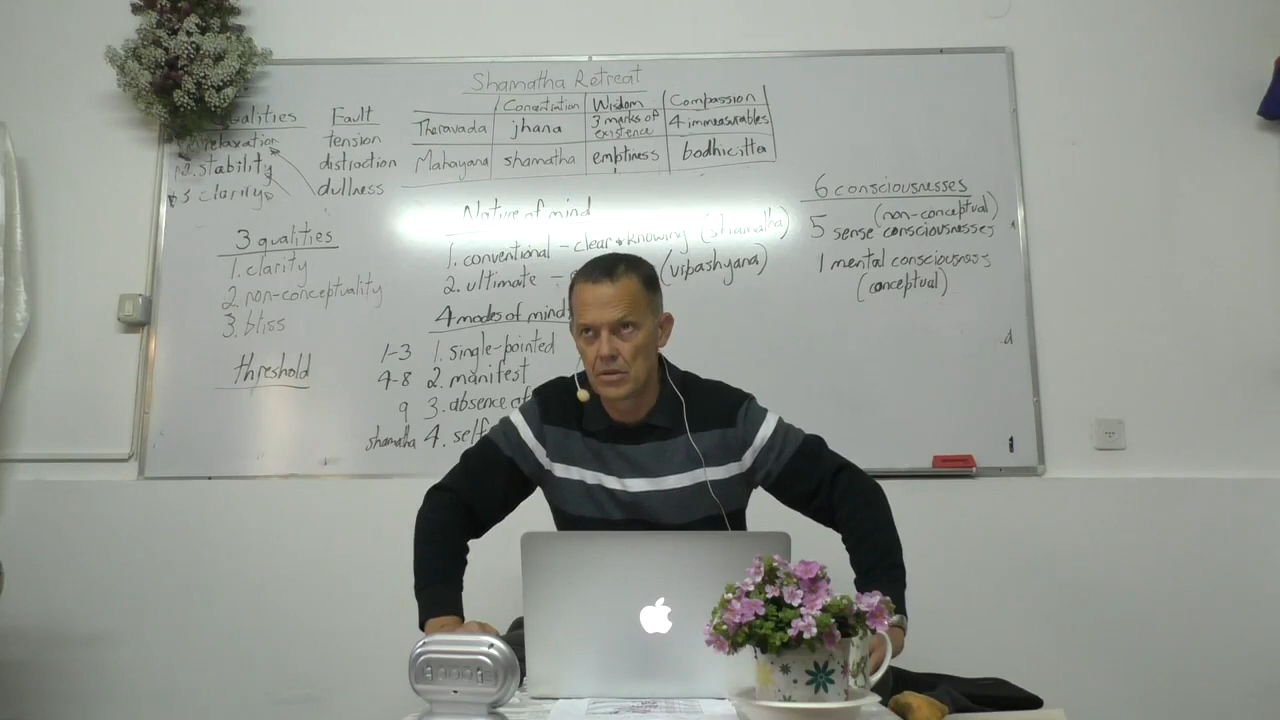 Shamatha Retreat
Concentration Wisdom Compassion
Theravada jhana 3 marks of existence 4 immeasurables
Mahayana shamatha emptiness bodhicitta
Fault
relaxation tension
2. stability distraction
3 clarity dullness
3 qualities
1. clarity
2. non-conceptuality
3. bliss
threshold
Nature of mind
1. conventional - clear & knowing (shamatha)
2. ultimate - (vipashyana)
4 modes of mind
1-3 1. single-pointed
4-8 2. manifest
9 3. absence of
shamatha 4. self
6 consciousnesses
(non-conceptual)
5 sense consciousnesses
1 mental consciousness
(conceptual)